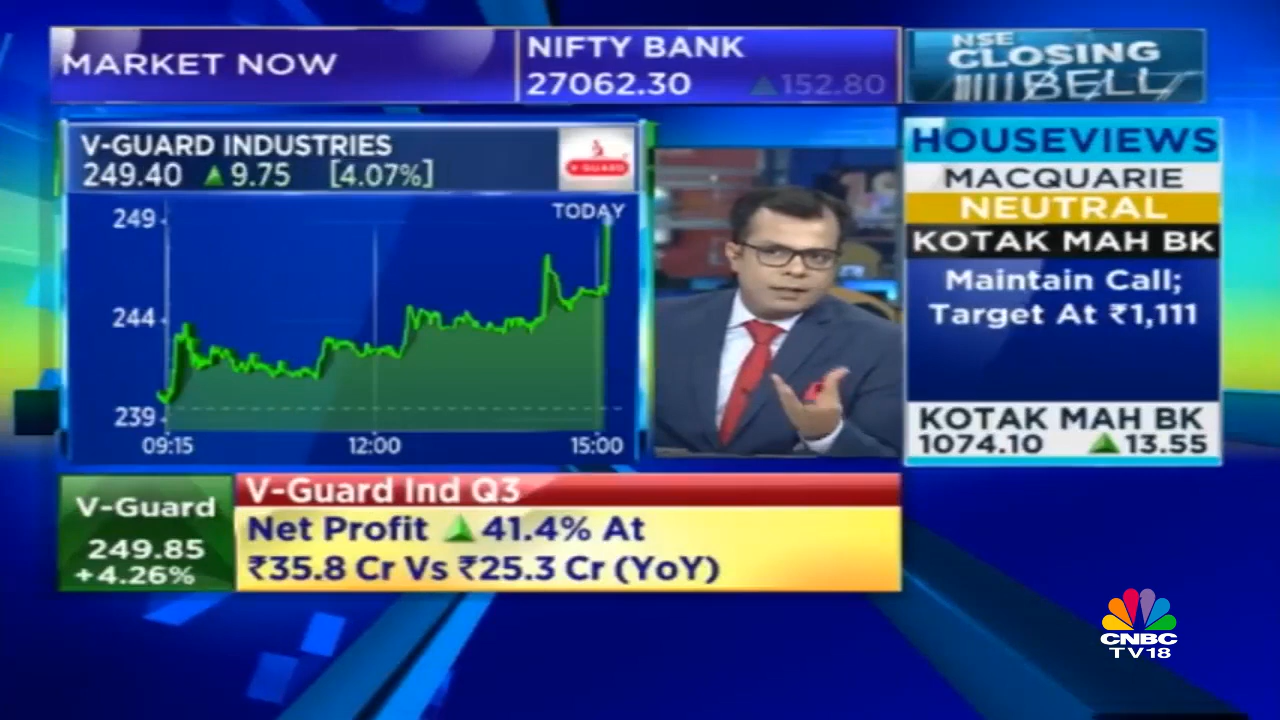 MARKET NOW
NIFTY BANK
27062.30 ▲152.80
NSE
CLOSING
BELL
V-GUARD INDUSTRIES
249.40 ▲9.75 [4.07%]
V-GUARD
TODAY
249
244
239
09:15 12:00 15:00
HOUSEVIEWS
MACQUARIE
NEUTRAL
KOTAK MAH BK
Maintain Call;
Target At ₹1,111
KOTAK MAH BK
1074.10 ▲13.55
V-Guard
249.85
+4.26%
V-Guard Ind Q3
Net Profit ▲41.4% At
₹35.8 Cr Vs ₹25.3 Cr (YoY)
CNBC
TV18